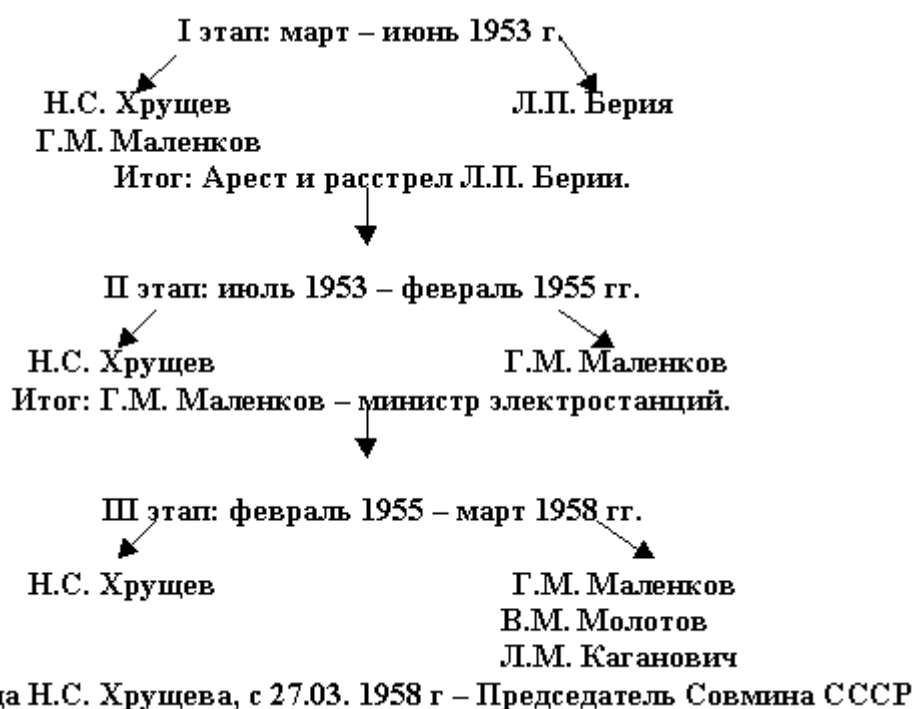 I этап: март – июнь 1953 г.
Н.С. Хрущев Л.П. Берия
Г.М. Маленков
Итог: Арест и расстрел Л.П. Берии.
II этап: июль 1953 – февраль 1955 гг.
Н.С. Хрущев Г.М. Маленков
Итог: Г.М. Маленков – министр электростанций.
III этап: февраль 1955 – март 1958 гг.
Н.С. Хрущев Г.М. Маленков
В.М. Молотов
Л.М. Каганович
Н.С. Хрущева, с 27.03. 1958 г – Председатель Совмина СССР